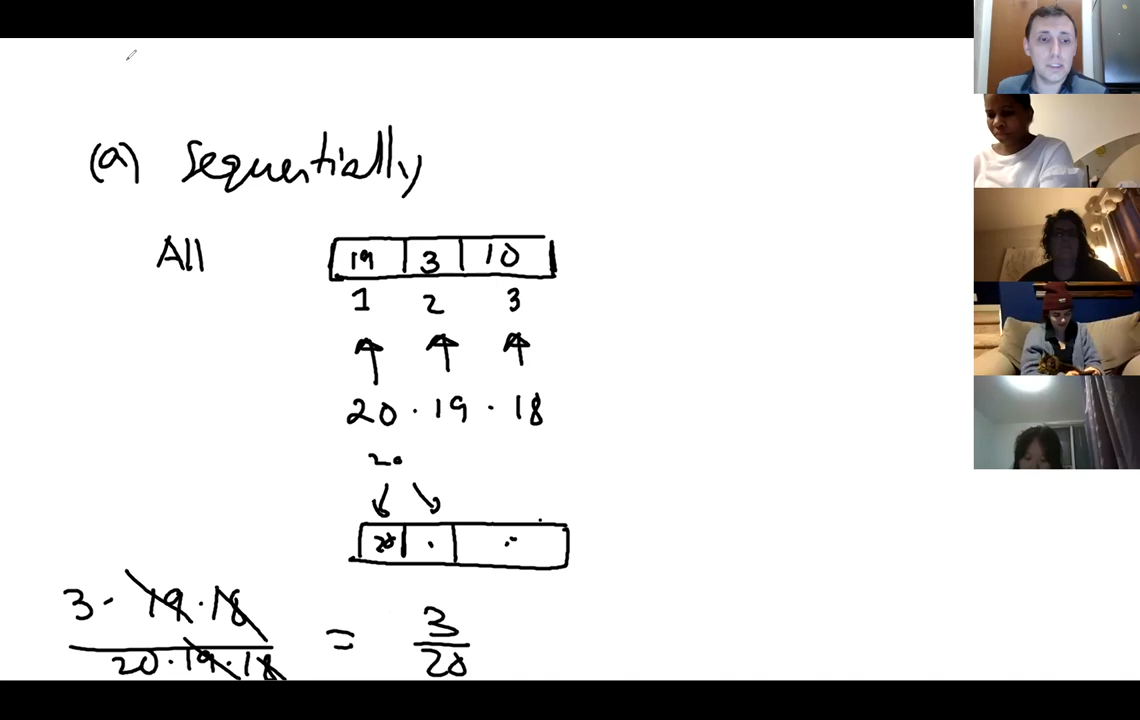 (a) Sequentially
All 19 3 10
1 2 3
20 · 19 · 18
20
20 · ·
3 · 19 · 18 = 3
20 · 19 · 18 20